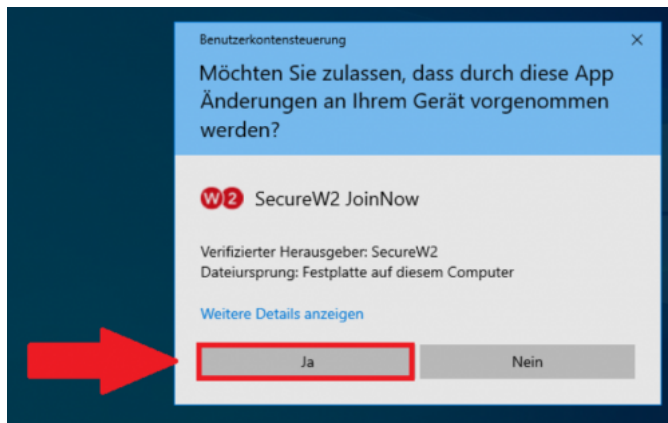 Benutzerkontensteuerung
Möchten Sie zulassen, dass durch diese App
Änderungen an Ihrem Gerät vorgenommen
werden?
W2 SecureW2 JoinNow
Verifizierter Herausgeber: SecureW2
Dateiursprung: Festplatte auf diesem Computer
Weitere Details anzeigen
Ja Nein